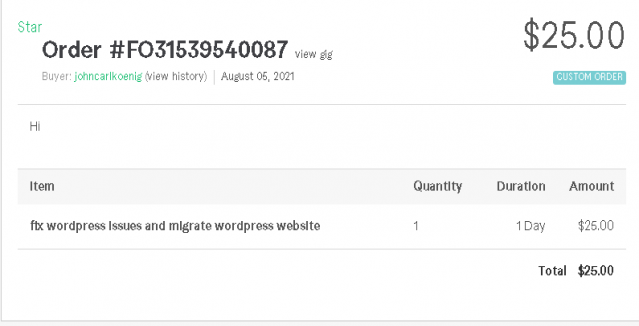 Star
$25.00
Order #FO31539540087 view gig
Buyer: johncarlkoenig (view history) | August 05, 2021
CUSTOM ORDER
Hi
Item Quantity Duration Amount
fix wordpress issues and migrate wordpress website 1 1 Day $25.00
Total $25.00